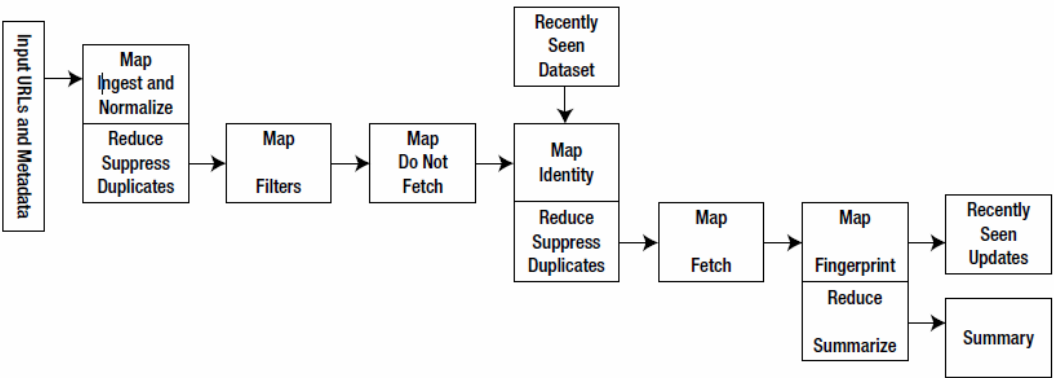 Input URLs and Metadata
Map
Ingest and
Normalize
Reduce
Suppress
Duplicates
Map
Filters
Map
Do Not
Fetch
Recently
Seen
Dataset
Map
Identity
Reduce
Suppress
Duplicates
Map
Fetch
Map
Fingerprint
Reduce
Summarize
Recently
Seen
Updates
Summary